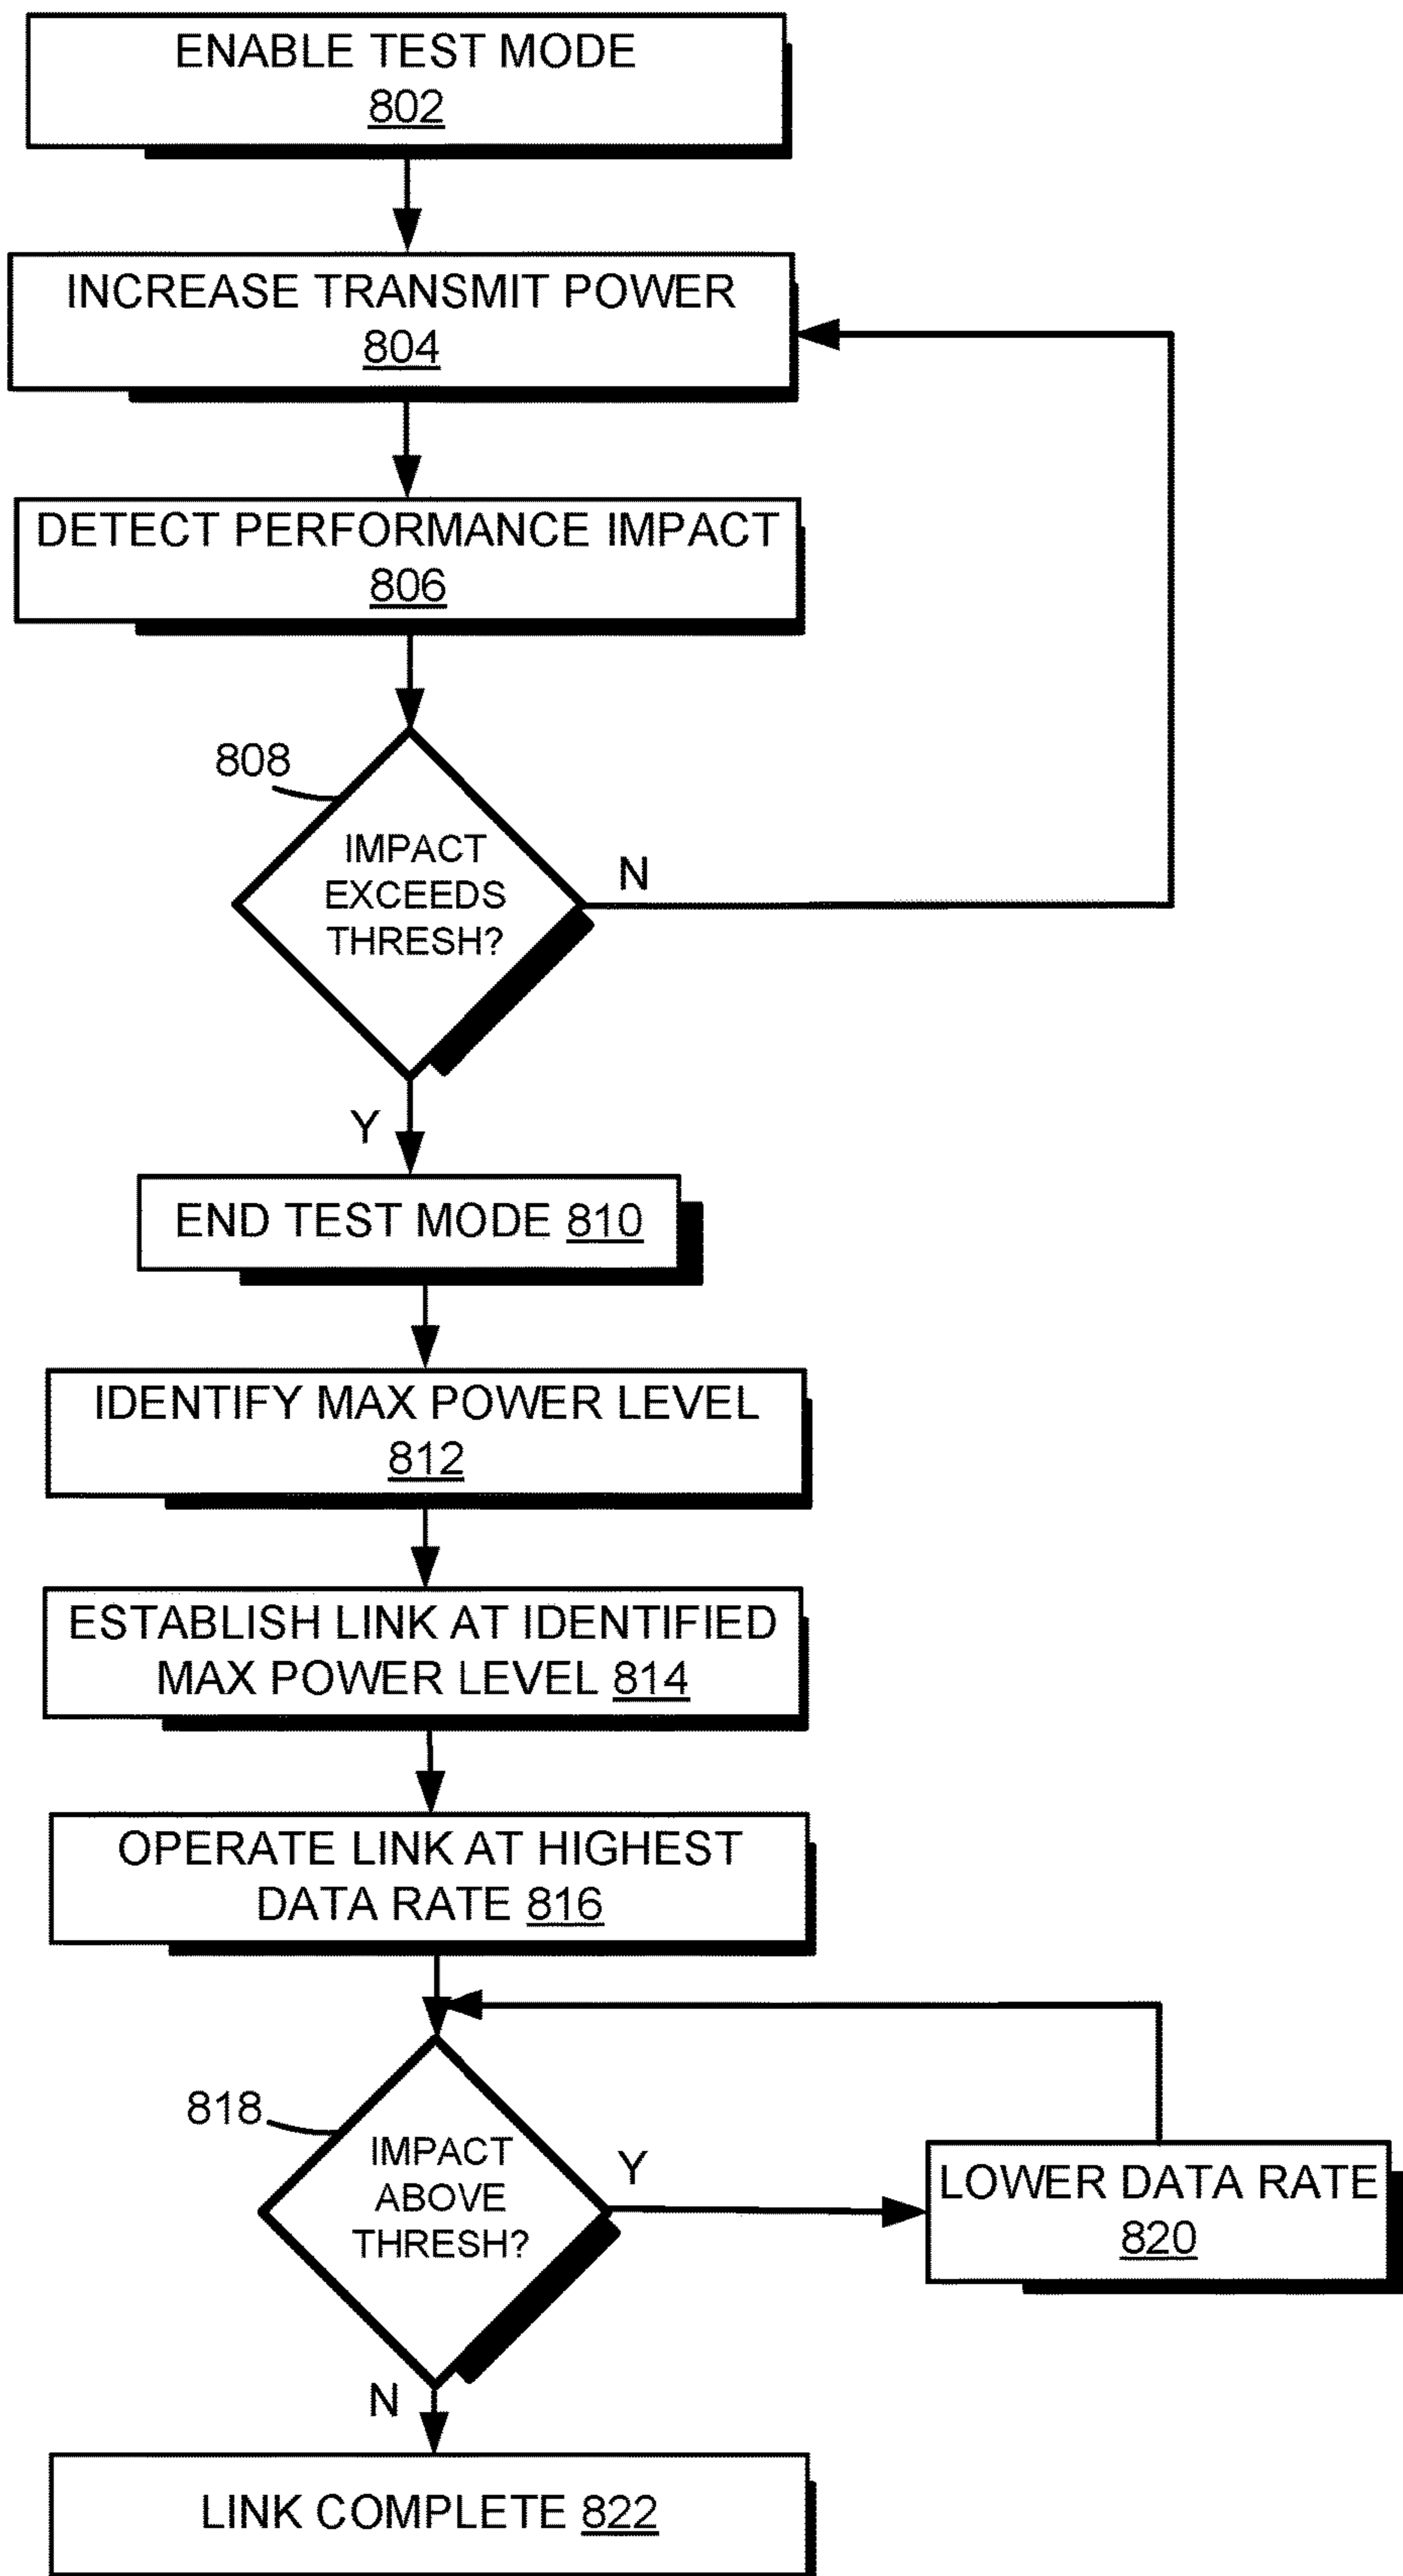 ENABLE TEST MODE
802
INCREASE TRANSMIT POWER
804
DETECT PERFORMANCE IMPACT
806
808
IMPACT
EXCEEDS
THRESH?
N
Y
END TEST MODE 810
IDENTIFY MAX POWER LEVEL
812
ESTABLISH LINK AT IDENTIFIED
MAX POWER LEVEL 814
OPERATE LINK AT HIGHEST
DATA RATE 816
818
IMPACT
ABOVE
THRESH?
Y
LOWER DATA RATE
820
N
LINK COMPLETE 822